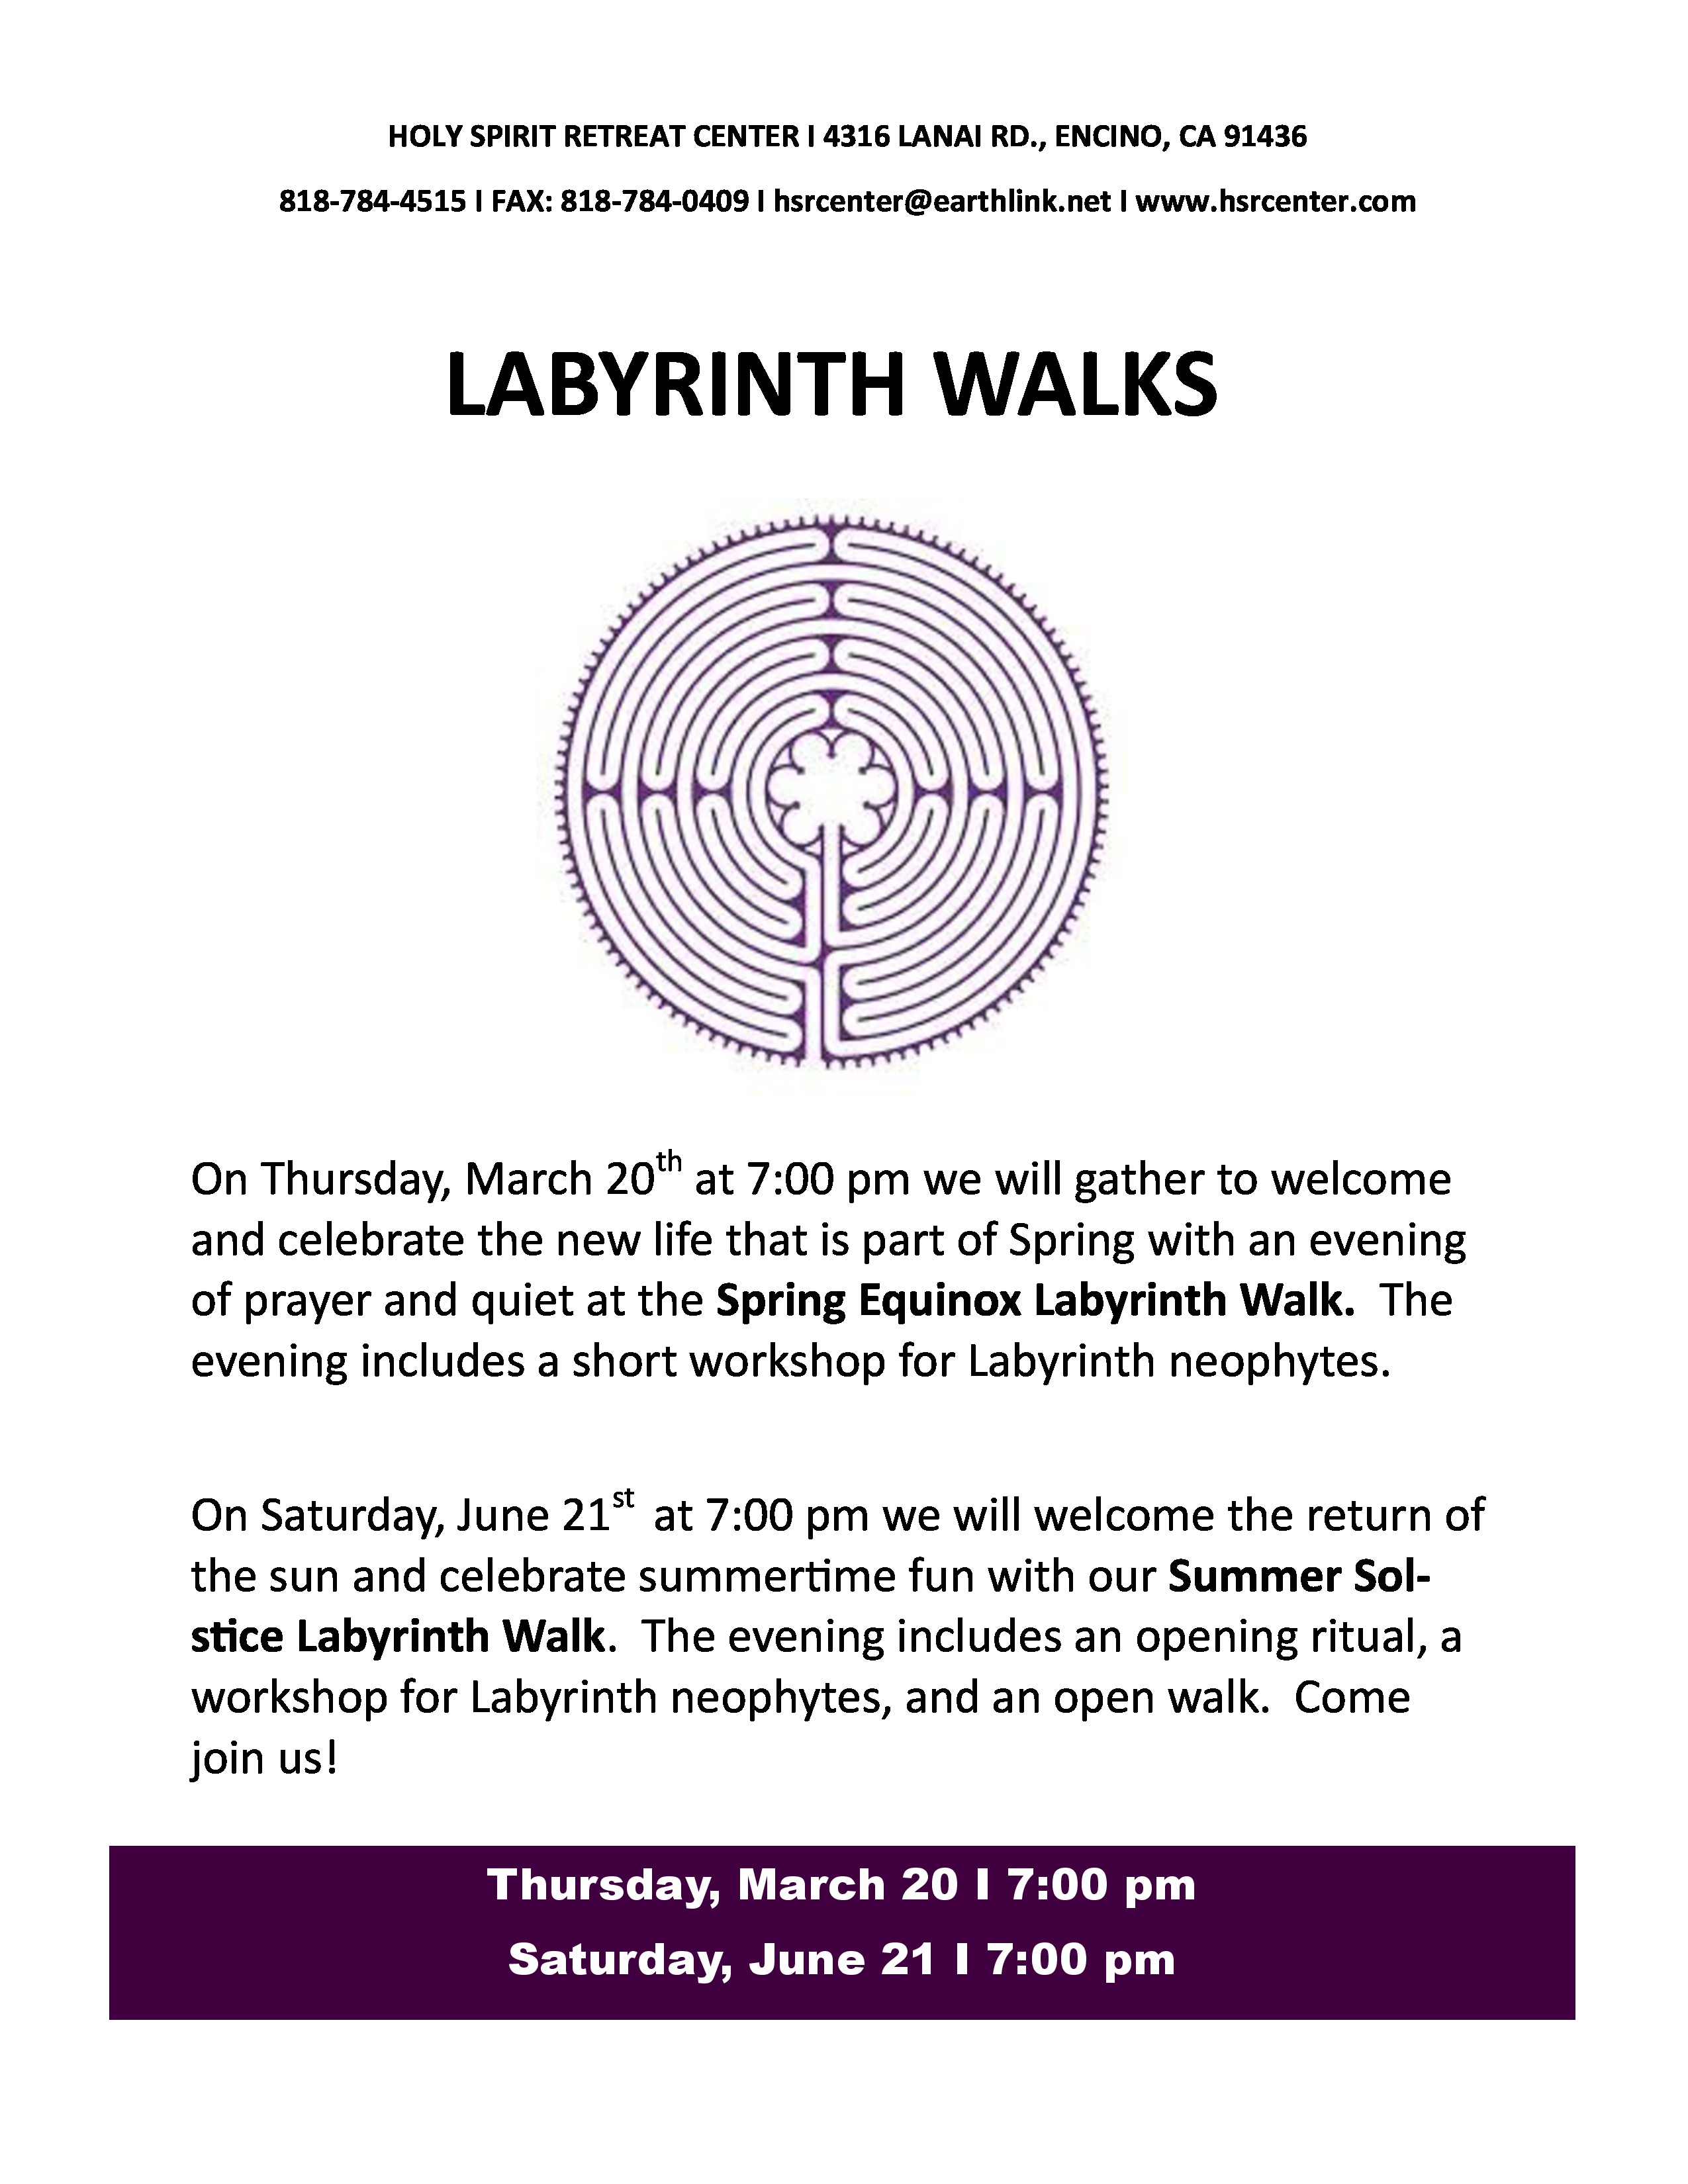 HOLY SPIRIT RETREAT CENTER I 4316 LANAI RD., ENCINO, CA 91436
818-784-4515 I FAX: 818-784-0409 I hsrcenter@earthlink.net I www.hsrcenter.com
LABYRINTH WALKS
On Thursday, March 20th at 7:00 pm we will gather to welcome
and celebrate the new life that is part of Spring with an evening
of prayer and quiet at the Spring Equinox Labyrinth Walk.  The
evening includes a short workshop for Labyrinth neophytes.
On Saturday, June 21st  at 7:00 pm we will welcome the return of
the sun and celebrate summertime fun with our Summer Sol-
stice Labyrinth Walk.  The evening includes an opening ritual, a
workshop for Labyrinth neophytes, and an open walk.  Come
join us!
Thursday, March 20 I 7:00 pm
Saturday, June 21 I 7:00 pm